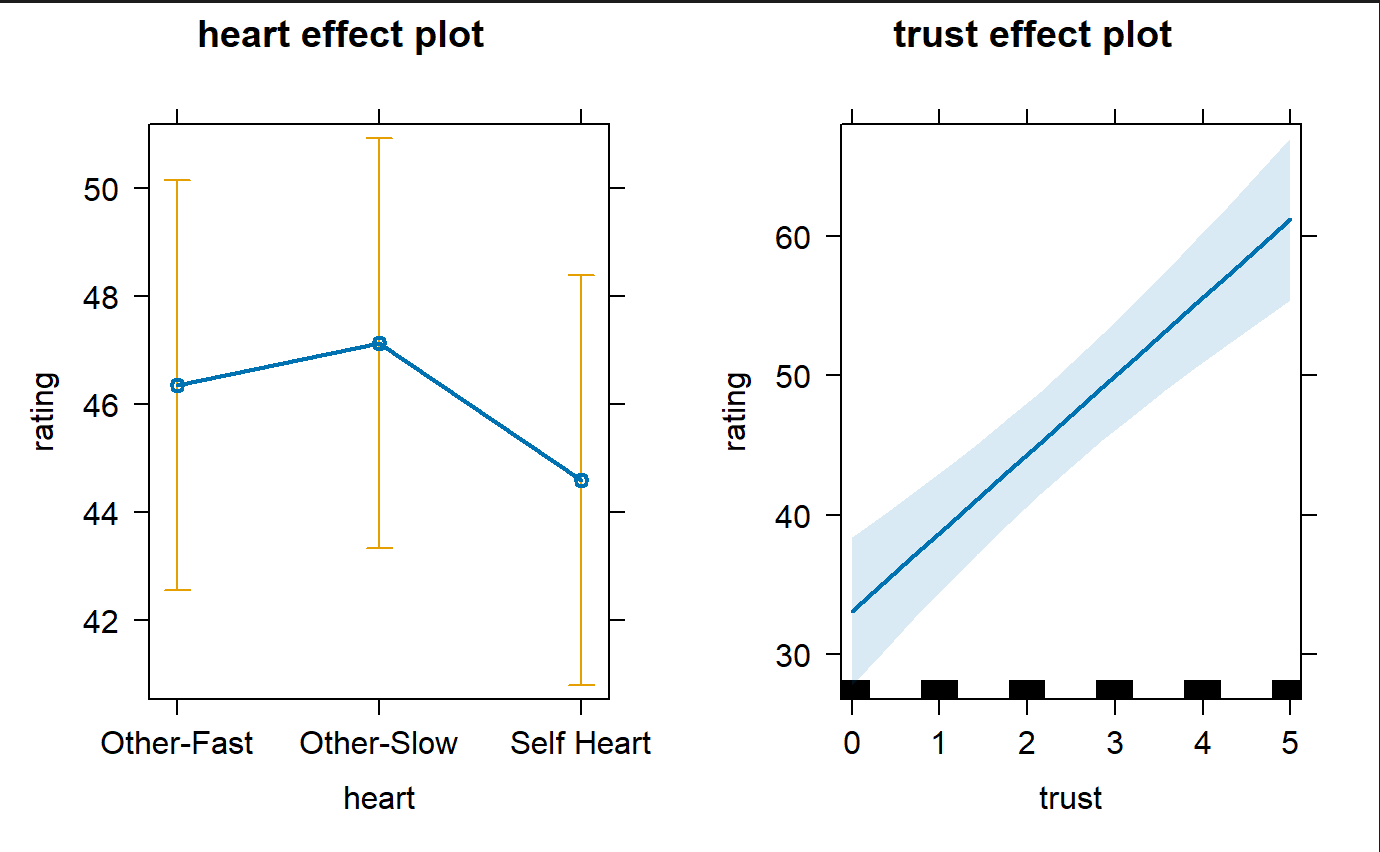 heart effect plot
50
48
46
44
42
rating
Other-Fast Other-Slow Self Heart
heart
trust effect plot
60
50
40
30
rating
0 1 2 3 4 5
trust